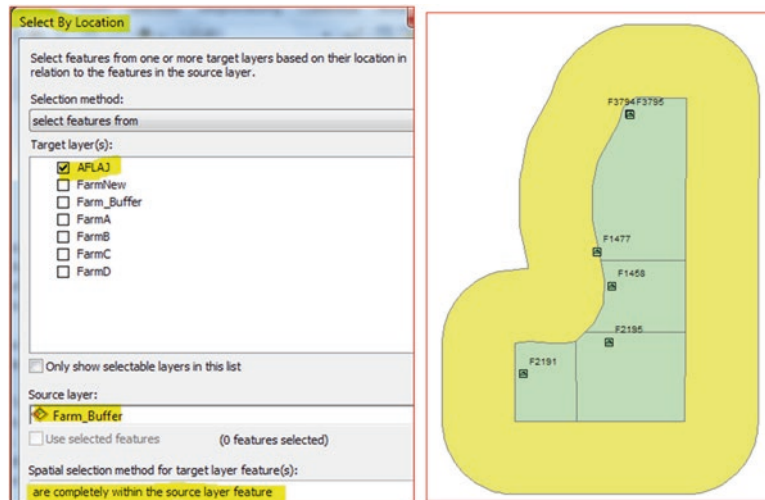 Select By Location
Select features from one or more target layers based on their location in
relation to the features in the source layer.
Selection method:
select features from
Target layer(s):
AFLAJ
FarmNew
Farm_Buffer
FarmA
FarmB
FarmC
FarmD
Only show selectable layers in this list
Source layer:
Farm_Buffer
Use selected features (0 features selected)
Spatial selection method for target layer feature(s):
are completely within the source layer feature
F3794 F3795
F1477
F1458
F2195
F2191